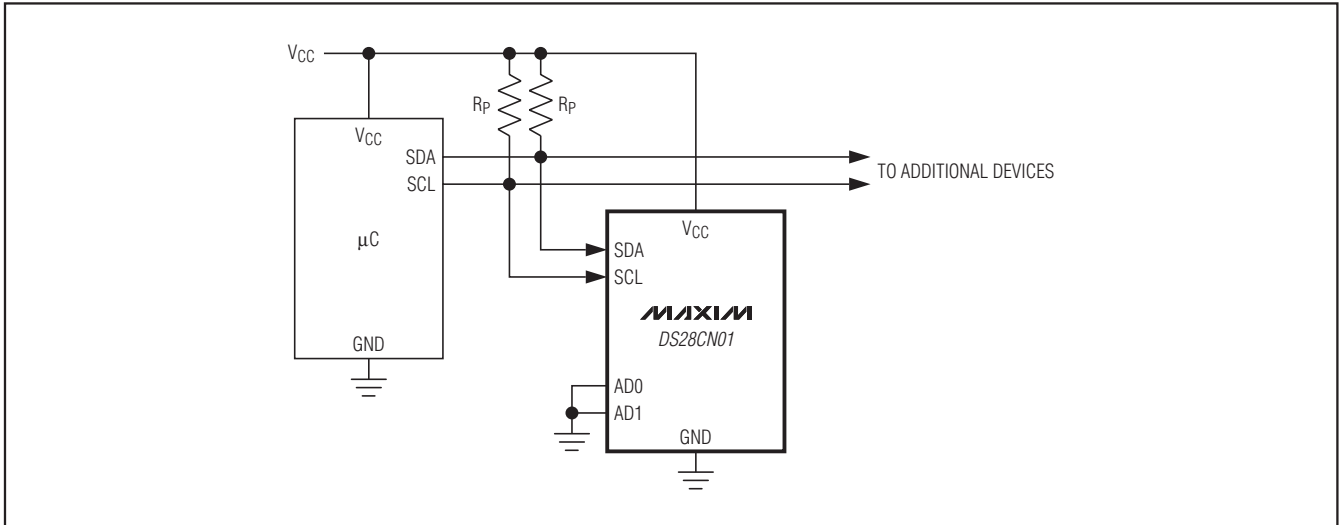 VCC
RP RP
VCC
SDA
SCL
TO ADDITIONAL DEVICES
μC
GND
VCC
SDA
SCL
MAXIM
DS28CN01
AD0
AD1
GND